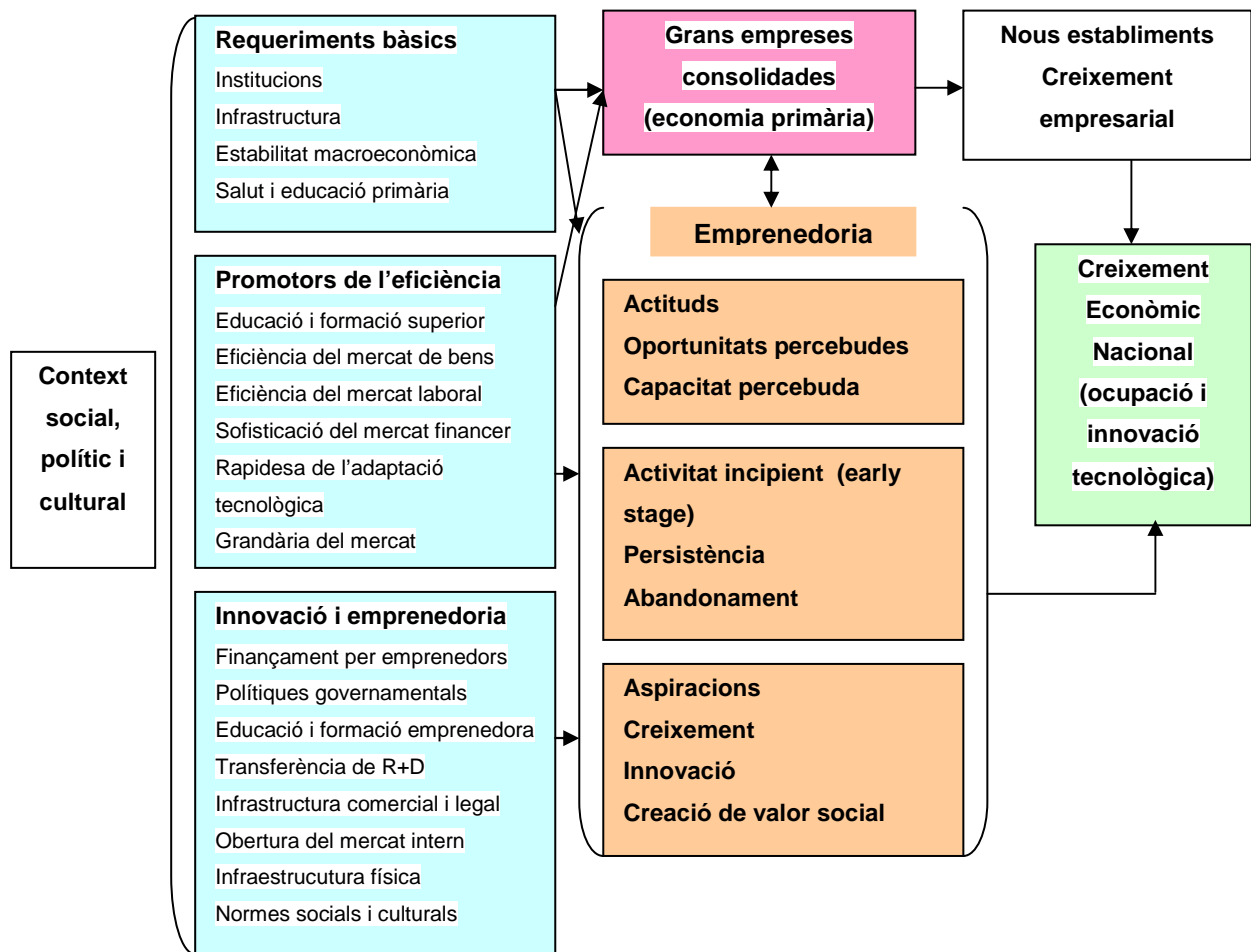 Context
social,
polític i
cultural
Requeriments bàsics
Institucions
Infrastructura
Estabilitat macroeconòmica
Salut i educació primària
Promotors de l’eficiència
Educació i formació superior
Eficiència del mercat de bens
Eficiència del mercat laboral
Sofisticació del mercat financer
Rapidesa de l’adaptació
tecnològica
Grandària del mercat
Innovació i emprenedoria
Finançament per emprenedors
Polítiques governamentals
Educació i formació emprenedora
Transferència de R+D
Infrastructura comercial i legal
Obertura del mercat intern
Infraestrucutura física
Normes socials i culturals
Grans empreses
consolidades
(economia primària)
Emprenedoria
Actituds
Oportunitats percebudes
Capacitat percebuda
Activitat incipient (early
stage)
Persistència
Abandonament
Aspiracions
Creixement
Innovació
Creació de valor social
Nous establiments
Creixement
empresarial
Creixement
Econòmic
Nacional
(ocupació i
innovació
tecnològica)